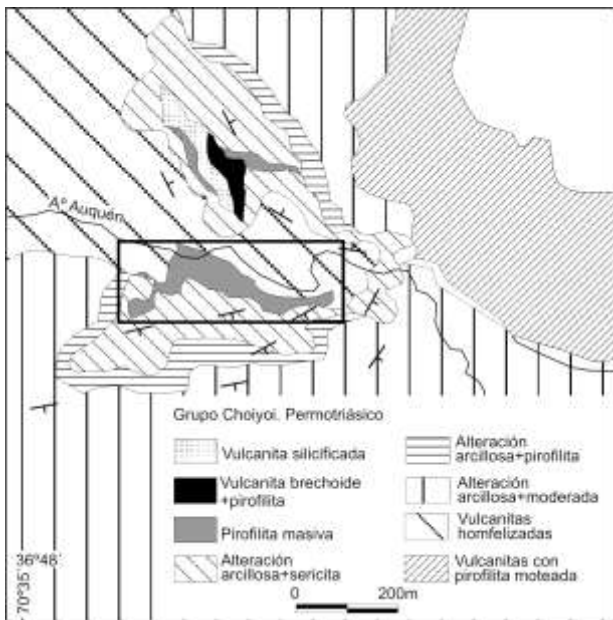 Aº Auquén
Grupo Choiyoi. Permotriásico
Vulcanita silicificada
Vulcanita brechoide
+pirofilita
Pirofilita masiva
Alteración
arcillosa+sericita
Alteración
arcillosa+pirofilita
Alteración
arcillosa+moderada
Vulcanitas
homfelizadas
Vulcanitas con
pirofilita moteada
36º48´
70º35´
0 200m